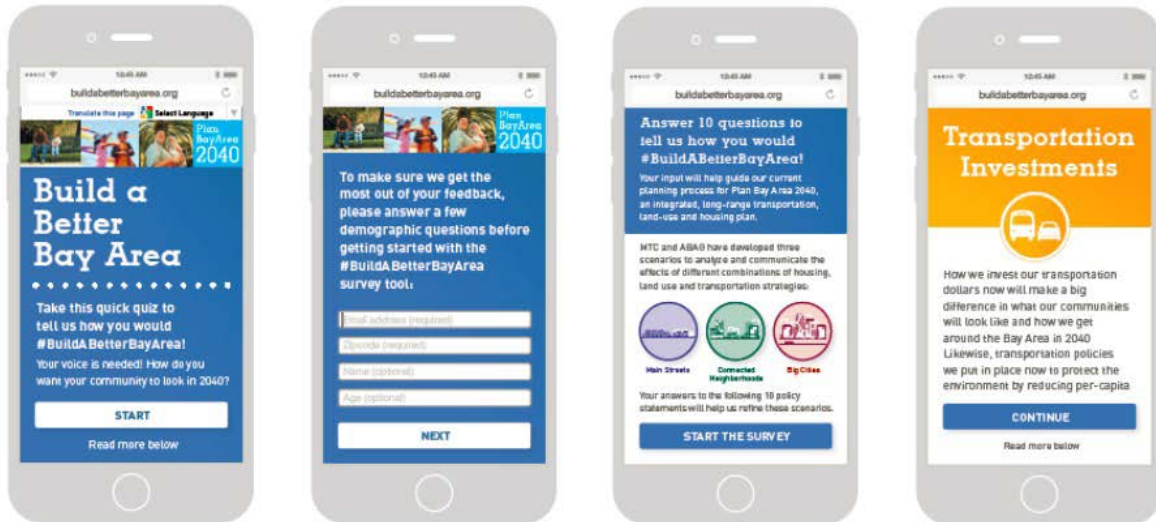 12:45 AM
buildabetterbayarea.org
Translate this page Select Language
Plan
BayArea
2040
Build a
Better
Bay Area
Take this quick quiz to
tell us how you would
#BuildABetterBayArea!
Your voice is needed! How do you
want your community to look in 2040?
START
Read more below
12:45 AM
buildabetterbayarea.org
Plan
BayArea
2040
To make sure we get the
most out of your feedback,
please answer a few
demographic questions before
getting started with the
#BuildABetterBayArea
survey tool:
Email address (required)
Zipcode (required)
Name (optional)
Age (optional)
NEXT
12:45 AM
buildabetterbayarea.org
Answer 10 questions to
tell us how you would
#BuildABetterBayArea!
Your input will help guide our current
planning process for Plan Bay Area 2040,
an integrated, long-range transportation,
land-use and housing plan.
MTC and ABAG have developed three
scenarios to analyze and communicate the
effects of different combinations of housing,
land use and transportation strategies:
Main Streets
Connected
Neighborhoods
Big Cities
Your answers to the following 10 policy
statements will help us refine these scenarios.
START THE SURVEY
12:45 AM
buildabetterbayarea.org
Transportation
Investments
How we invest our transportation
dollars now will make a big
difference in what our communities
will look like and how we get
around the Bay Area in 2040
Likewise, transportation policies
we put in place now to protect the
environment by reducing per-capita
CONTINUE
Read more below